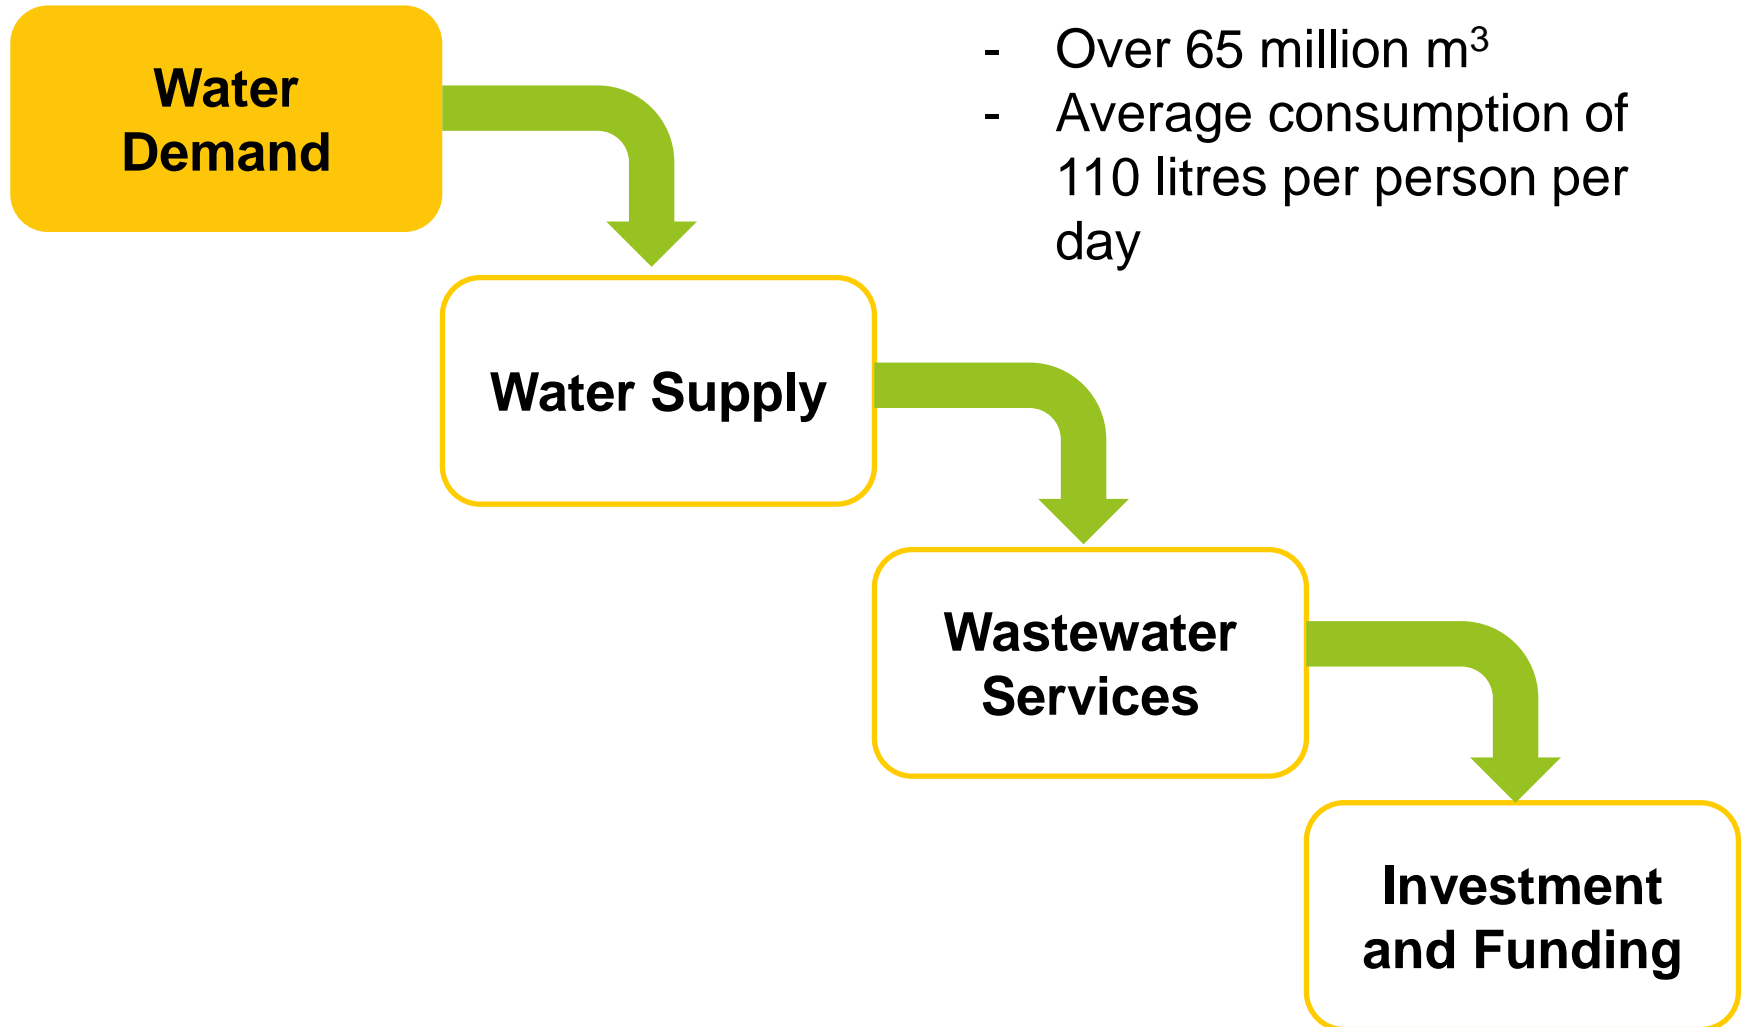 Water
Demand
- Over 65 million m³
- Average consumption of
110 litres per person per
day
Water Supply
Wastewater
Services
Investment
and Funding